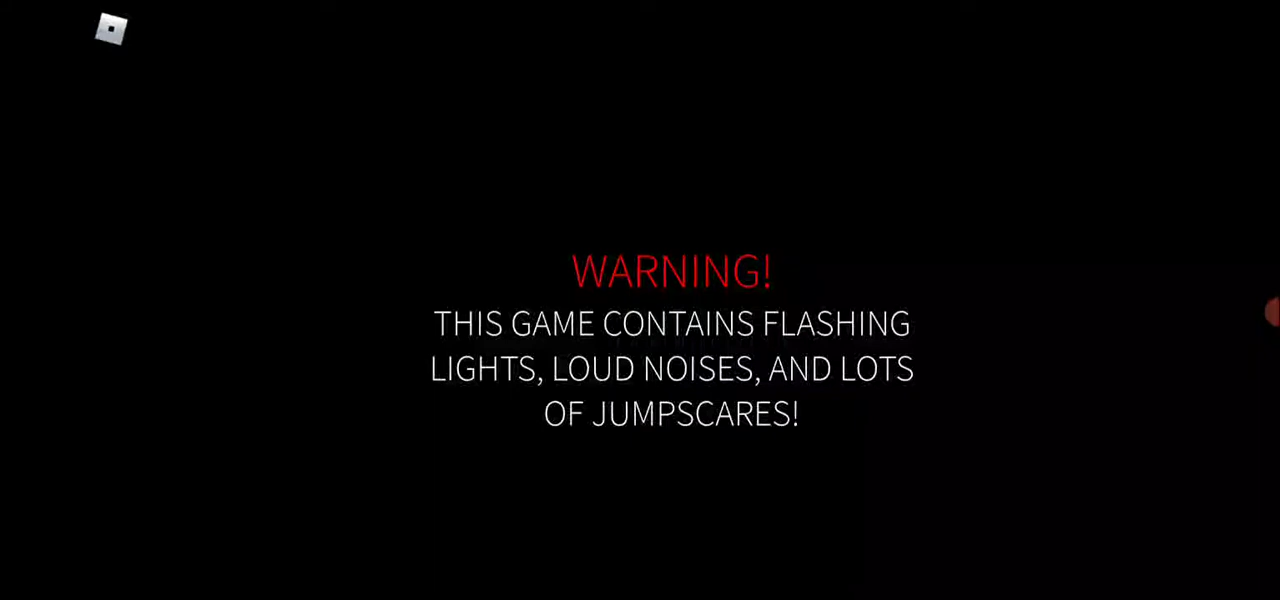 WARNING!
THIS GAME CONTAINS FLASHING
LIGHTS, LOUD NOISES, AND LOTS
OF JUMPSCARES!